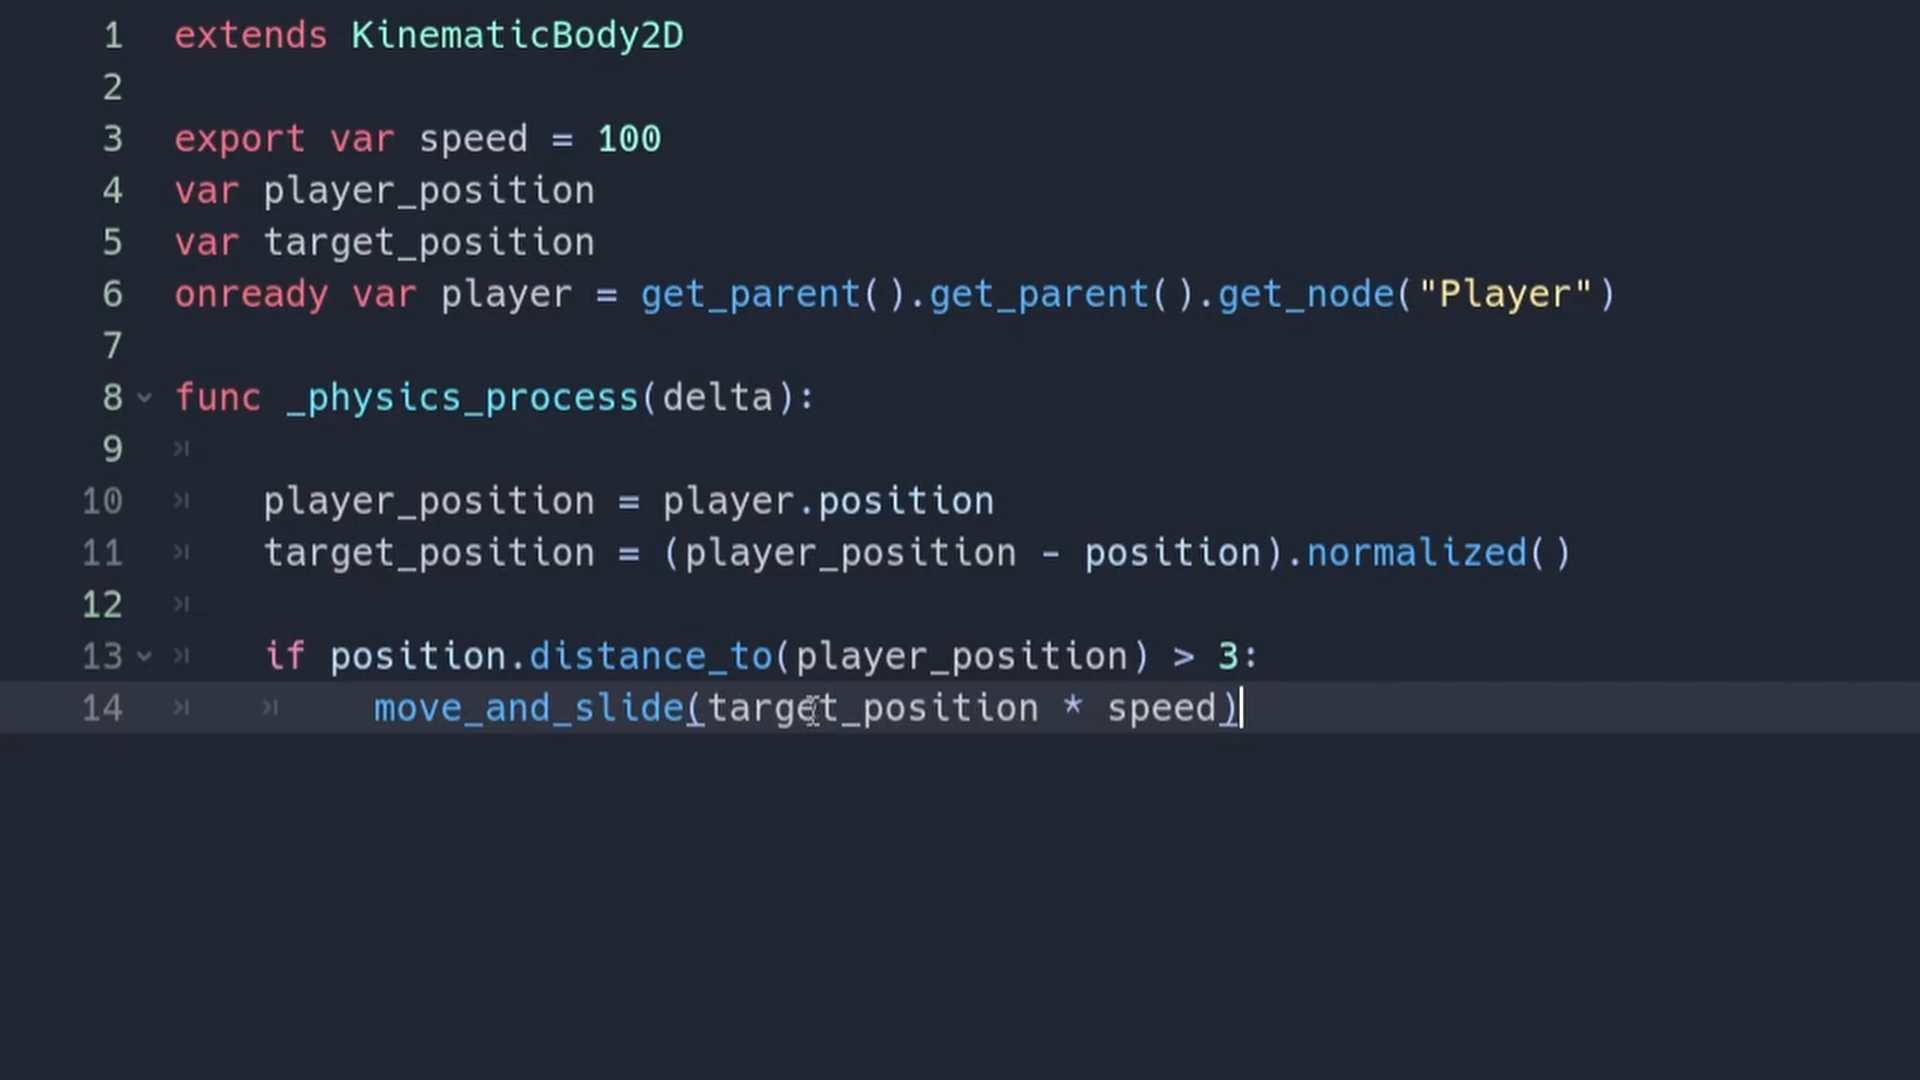 1 extends KinematicBody2D
2
3 export var speed = 100
4 var player_position
5 var target_position
6 onready var player = get_parent().get_parent().get_node("Player")
7
8 func _physics_process(delta):
9
10 player_position = player.position
11 target_position = (player_position - position).normalized()
12
13 if position.distance_to(player_position) > 3:
14 move_and_slide(target_position * speed)